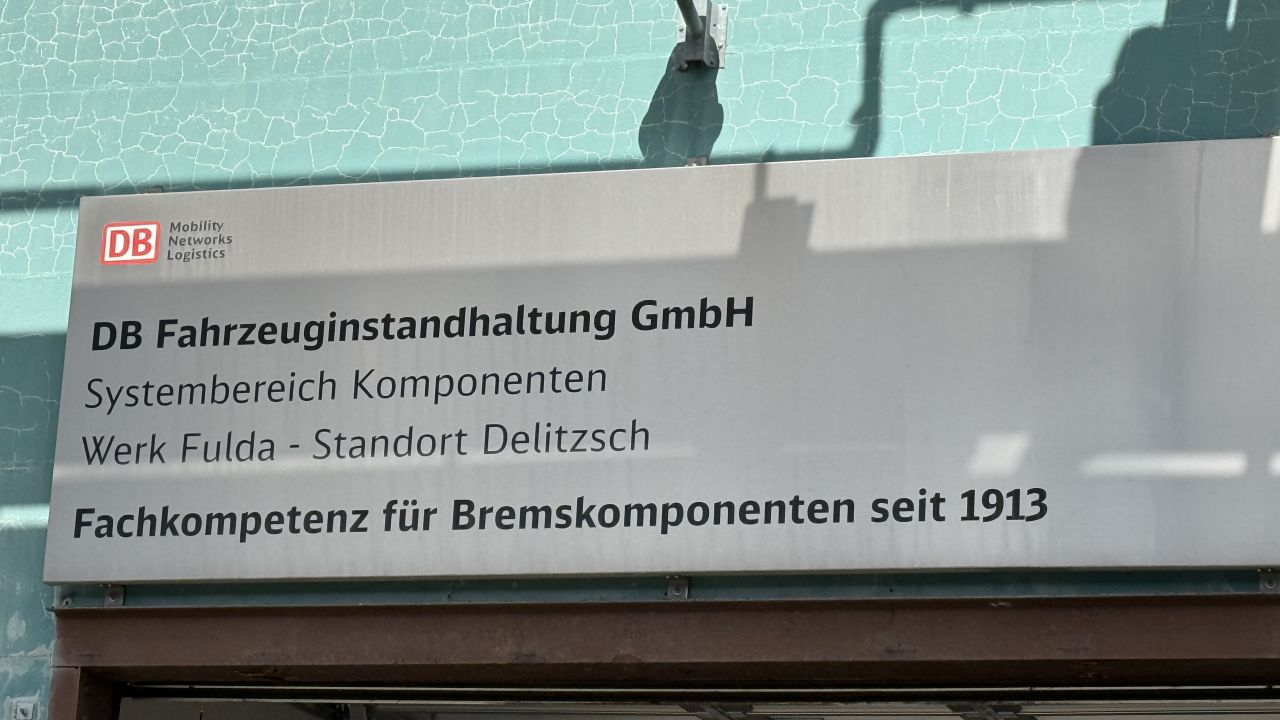 DB
Mobility
Networks
Logistics
DB Fahrzeuginstandhaltung GmbH
Systembereich Komponenten
Werk Fulda - Standort Delitzsch
Fachkompetenz für Bremskomponenten seit 1913